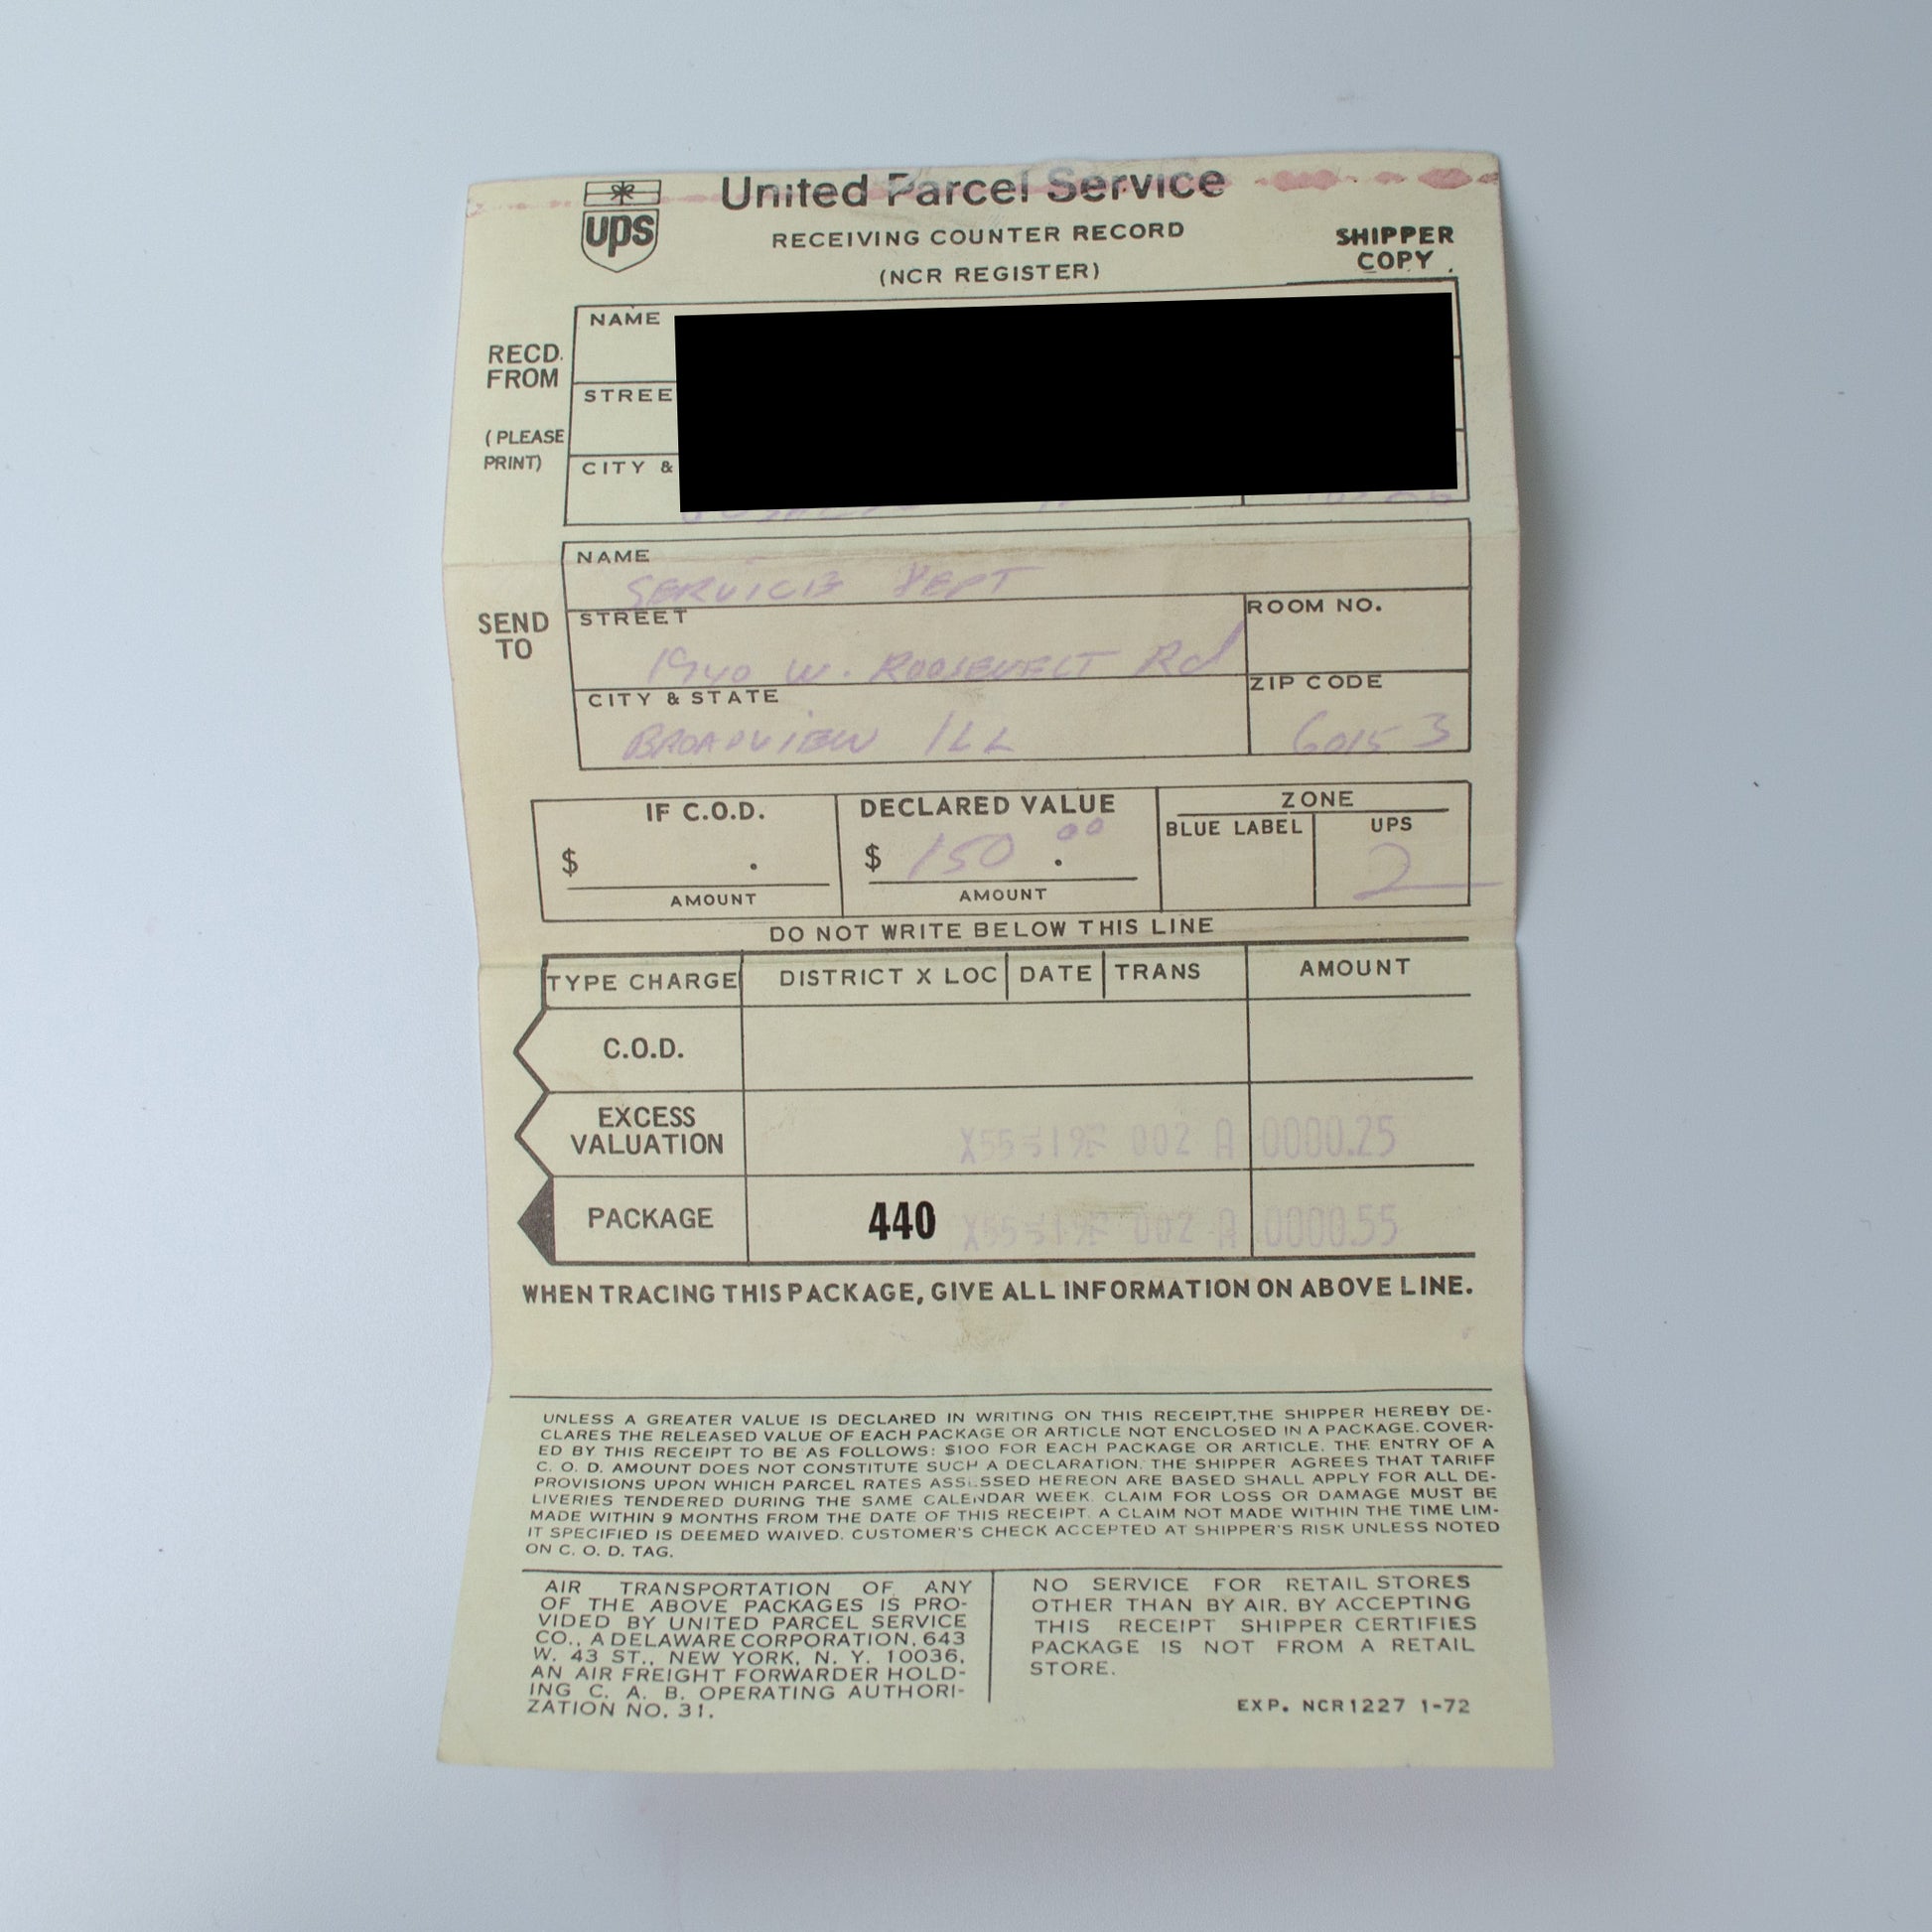 ups
United Parcel Service
RECEIVING COUNTER RECORD
(NCR REGISTER)
SHIPPER
COPY
RECD.
FROM
(PLEASE
PRINT)
NAME
STREE
CITY &
SEND
TO
NAME
SERVICE DEPT
STREET
1940 W. ROOSEVELT Rd
ROOM NO.
CITY & STATE
BROADVIEW ILL
ZIP CODE
60153
IF C.O.D.
$ .
AMOUNT
DECLARED VALUE
$ 150.00
AMOUNT
ZONE
BLUE LABEL
UPS
2
DO NOT WRITE BELOW THIS LINE
TYPE CHARGE DISTRICT X LOC DATE TRANS AMOUNT
C.O.D.
EXCESS
VALUATION
002 A 0000.25
PACKAGE 440 002 A 0000.55
WHEN TRACING THIS PACKAGE, GIVE ALL INFORMATION ON ABOVE LINE.
UNLESS A GREATER VALUE IS DECLARED IN WRITING ON THIS RECEIPT, THE SHIPPER HEREBY DE-
CLARES THE RELEASED VALUE OF EACH PACKAGE OR ARTICLE NOT ENCLOSED IN A PACKAGE. COVER-
ED BY THIS RECEIPT TO BE AS FOLLOWS: $100 FOR EACH PACKAGE OR ARTICLE. THE ENTRY OF A
C. O. D. AMOUNT DOES NOT CONSTITUTE SUCH A DECLARATION. THE SHIPPER AGREES THAT TARIFF
PROVISIONS UPON WHICH PARCEL RATES ASSESSED HEREON ARE BASED SHALL APPLY FOR ALL DE-
LIVERIES TENDERED DURING THE SAME CALENDAR WEEK. CLAIM FOR LOSS OR DAMAGE MUST BE
MADE WITHIN 9 MONTHS FROM THE DATE OF THIS RECEIPT. A CLAIM NOT MADE WITHIN THE TIME LIM-
IT SPECIFIED IS DEEMED WAIVED. CUSTOMER'S CHECK ACCEPTED AT SHIPPER'S RISK UNLESS NOTED
ON C. O. D. TAG.
AIR TRANSPORTATION OF ANY
OF THE ABOVE PACKAGES IS PRO-
VIDED BY UNITED PARCEL SERVICE
CO., A DELAWARE CORPORATION, 643
W. 43 ST., NEW YORK, N. Y. 10036,
AN AIR FREIGHT FORWARDER HOLD-
ING C. A. B. OPERATING AUTHORI-
ZATION NO. 31.
NO SERVICE FOR RETAIL STORES
OTHER THAN BY AIR. BY ACCEPTING
THIS RECEIPT SHIPPER CERTIFIES
PACKAGE IS NOT FROM A RETAIL
STORE.
EXP. NCR1227 1-72